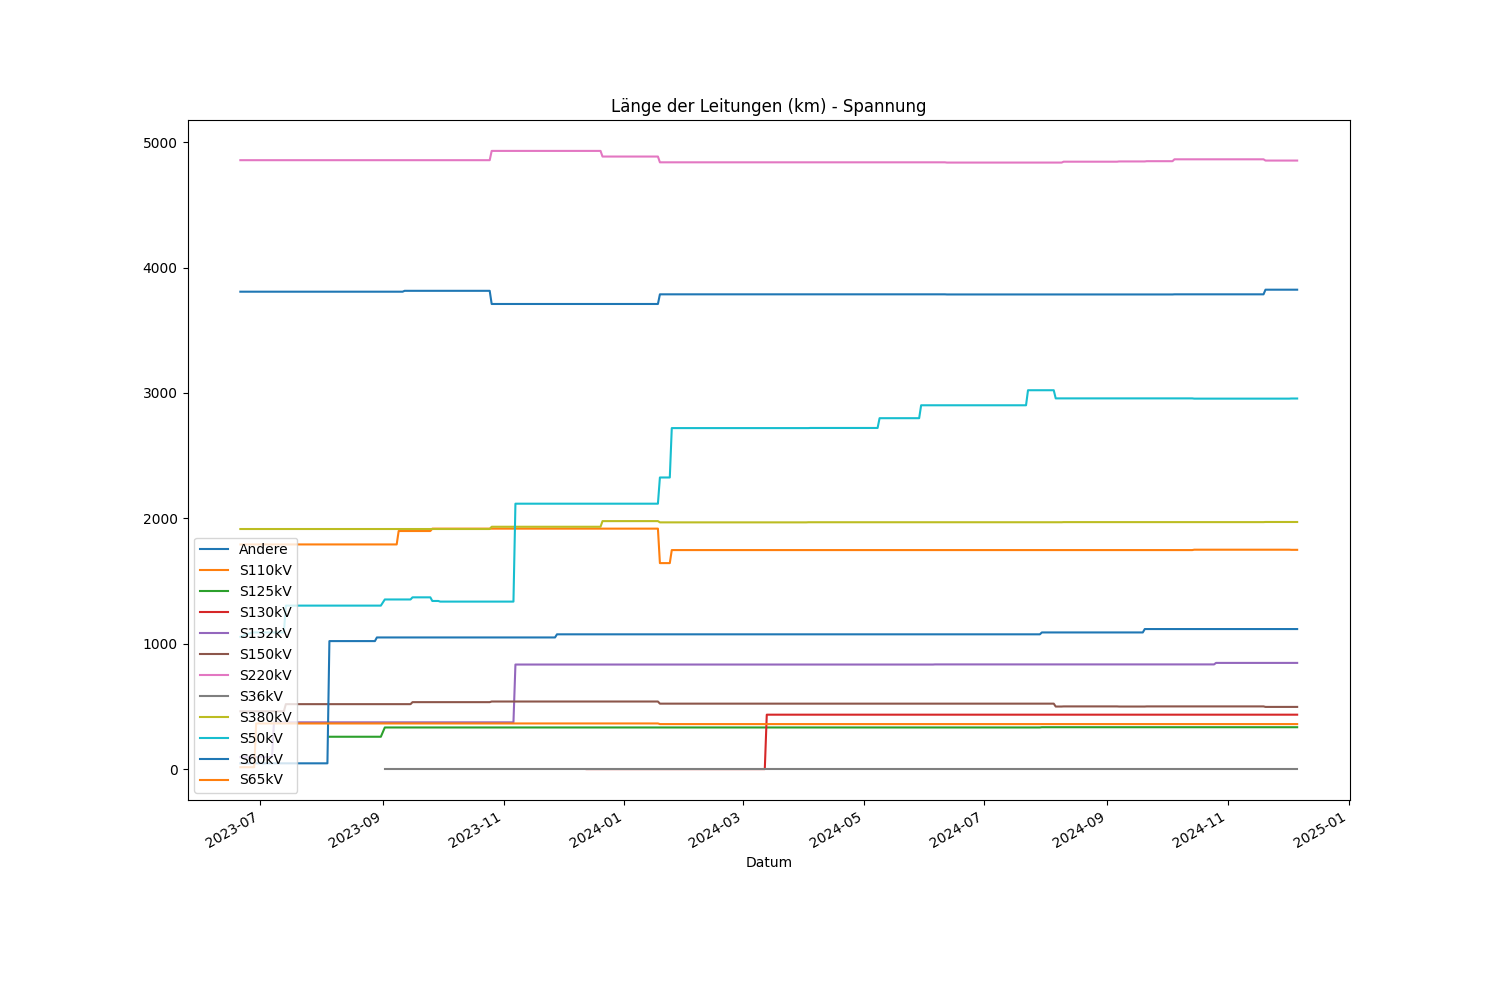 Länge der Leitungen (km) - Spannung
5000
4000
3000
2000
1000
0
Andere
S110kV
S125kV
S130kV
S132kV
S150kV
S220kV
S36kV
S380kV
S50kV
S60kV
S65kV
2023-07
2023-09
2023-11
2024-01
2024-03
2024-05
2024-07
2024-09
2024-11
2025-01
Datum